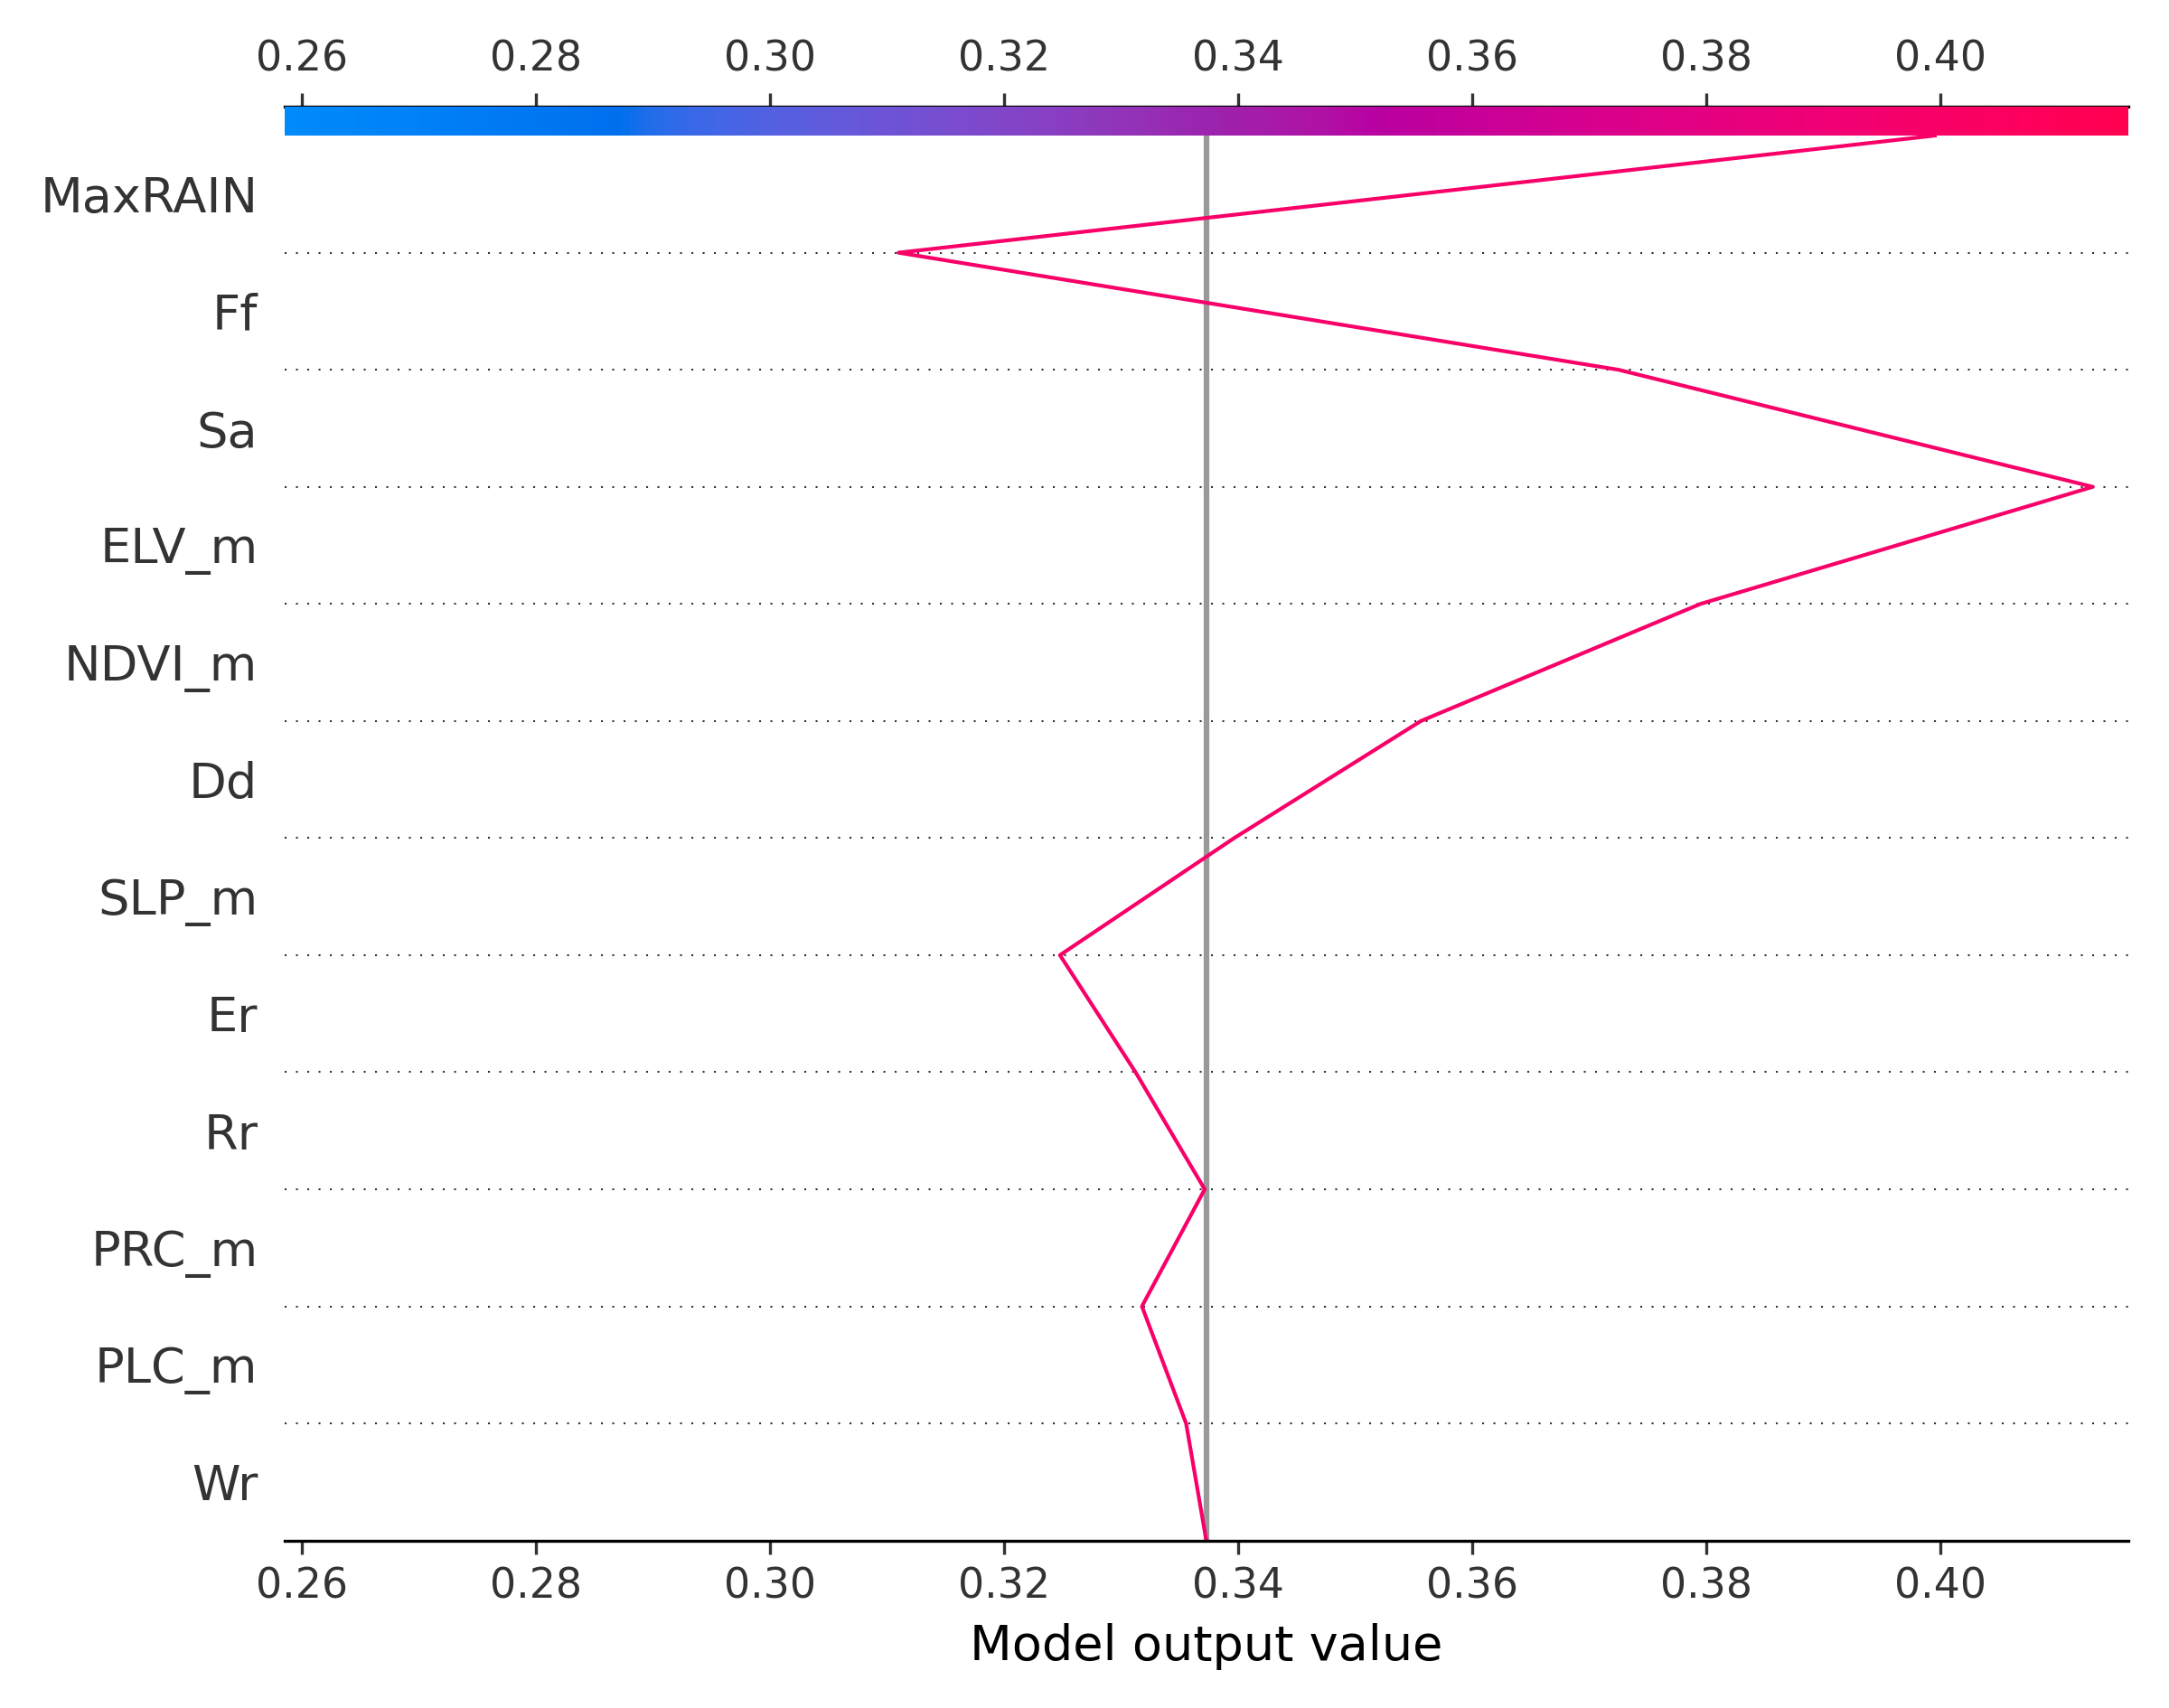 0.26 0.28 0.30 0.32 0.34 0.36 0.38 0.40
MaxRAIN
Ff
Sa
ELV_m
NDVI_m
Dd
SLP_m
Er
Rr
PRC_m
PLC_m
Wr
0.26 0.28 0.30 0.32 0.34 0.36 0.38 0.40
Model output value